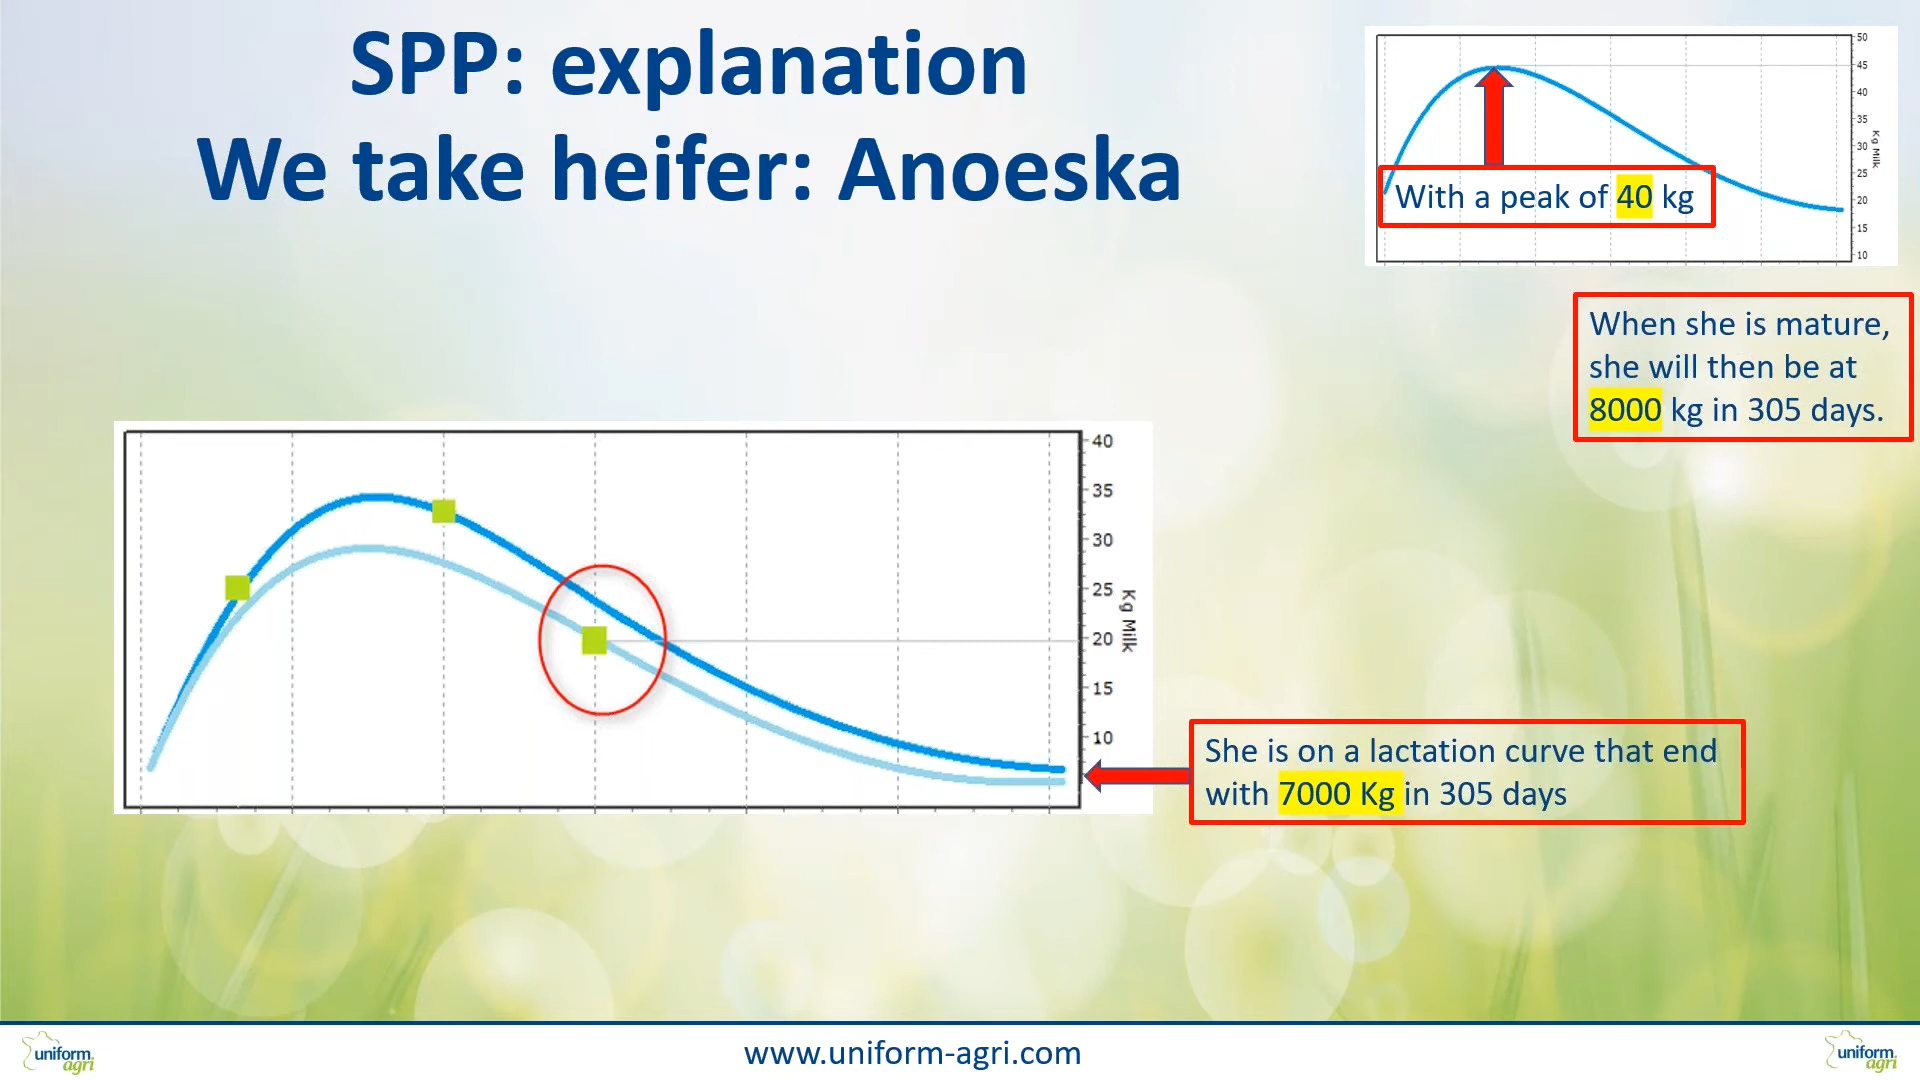 SPP: explanation
We take heifer: Anoeska
50
45
40
35
30
25
20
15
10
Kg Milk
With a peak of 40 kg
When she is mature,
she will then be at
8000 kg in 305 days.
40
35
30
25
20
15
10
Kg Milk
She is on a lactation curve that end
with 7000 Kg in 305 days
uniform
agri
www.uniform-agri.com
uniform
agri